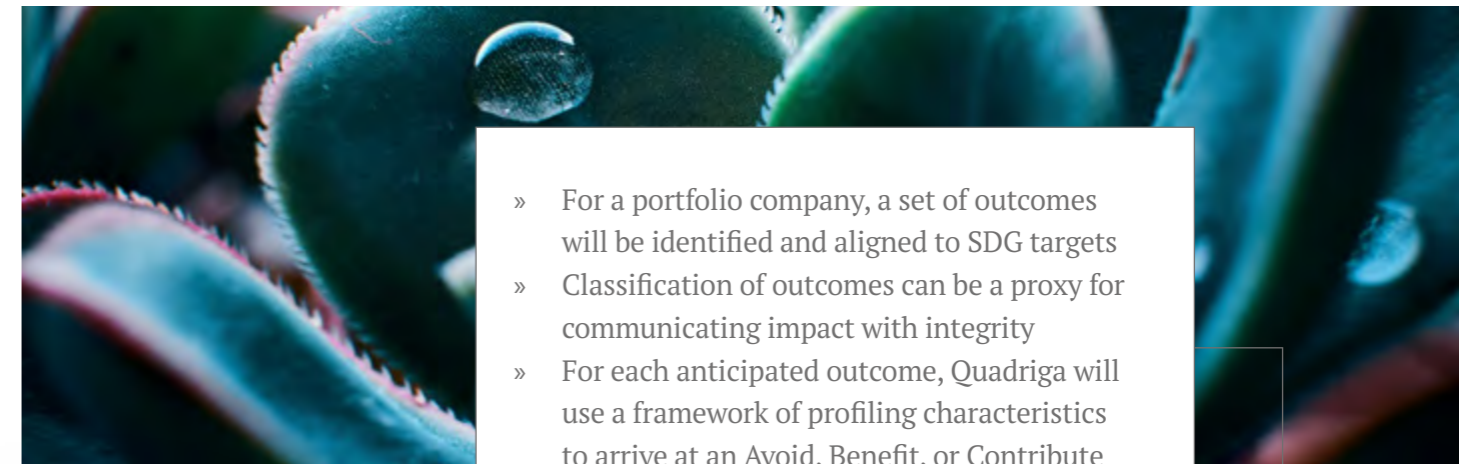 » For a portfolio company, a set of outcomes
will be identified and aligned to SDG targets
» Classification of outcomes can be a proxy for
communicating impact with integrity
» For each anticipated outcome, Quadriga will
use a framework of profiling characteristics
to arrive at an Avoid, Benefit, or Contribute